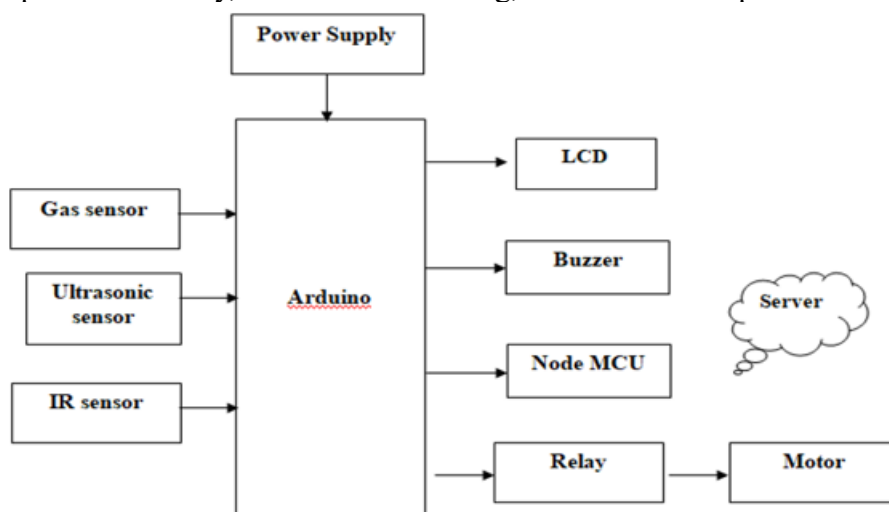 Power Supply
LCD
Gas sensor
Buzzer
Ultrasonic
sensor
Arduino
Server
Node MCU
IR sensor
Relay
Motor